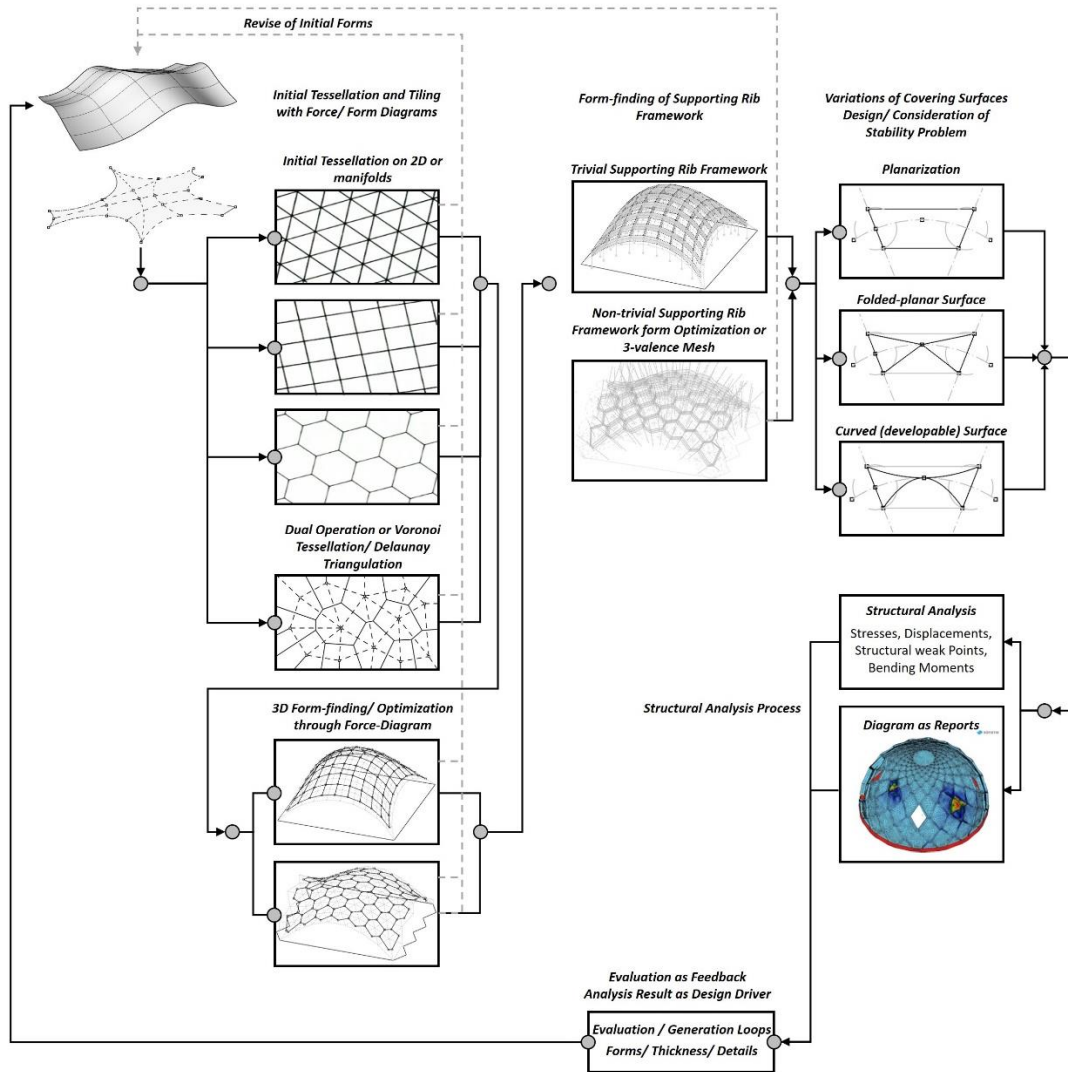 Revise of Initial Forms
Initial Tessellation and Tiling
with Force/ Form Diagrams
Initial Tessellation on 2D or
manifolds
Dual Operation or Voronoi
Tessellation/ Delaunay
Triangulation
3D Form-finding/ Optimization
through Force-Diagram
Form-finding of Supporting Rib
Framework
Trivial Supporting Rib Framework
Non-trivial Supporting Rib
Framework form Optimization or
3-valence Mesh
Variations of Covering Surfaces
Design/ Consideration of
Stability Problem
Planarization
Folded-planar Surface
Curved (developable) Surface
Structural Analysis
Stresses, Displacements,
Structural weak Points,
Bending Moments
Structural Analysis Process
Diagram as Reports
Evaluation as Feedback
Analysis Result as Design Driver
Evaluation / Generation Loops
Forms/ Thickness/ Details